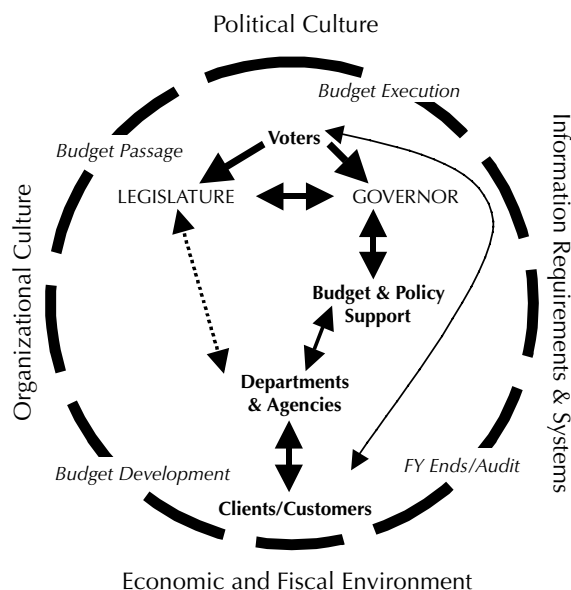 Political Culture
Budget Execution
Voters
Budget Passage
LEGISLATURE
GOVERNOR
Organizational Culture
Information Requirements & Systems
Budget & Policy
Support
Departments
& Agencies
Budget Development
FY Ends/Audit
Clients/Customers
Economic and Fiscal Environment